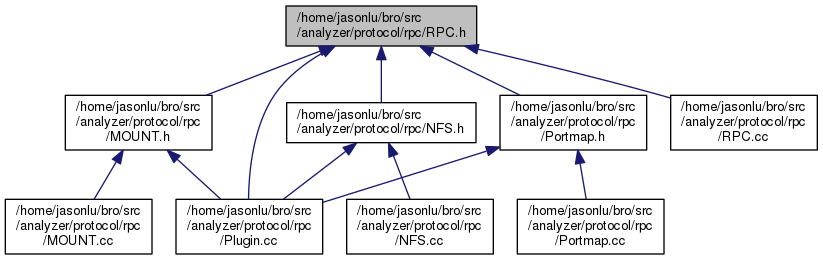 /home/jasonlu/bro/src
/analyzer/protocol/rpc/RPC.h
/home/jasonlu/bro/src
/analyzer/protocol/rpc
/MOUNT.h
/home/jasonlu/bro/src
/analyzer/protocol/rpc/NFS.h
/home/jasonlu/bro/src
/analyzer/protocol/rpc
/Portmap.h
/home/jasonlu/bro/src
/analyzer/protocol/rpc
/RPC.cc
/home/jasonlu/bro/src
/analyzer/protocol/rpc
/MOUNT.cc
/home/jasonlu/bro/src
/analyzer/protocol/rpc
/Plugin.cc
/home/jasonlu/bro/src
/analyzer/protocol/rpc
/NFS.cc
/home/jasonlu/bro/src
/analyzer/protocol/rpc
/Portmap.cc